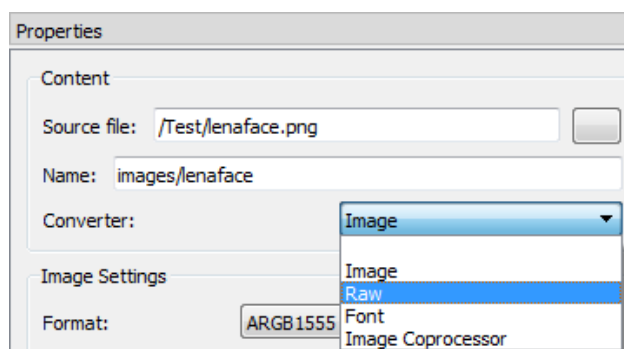 Properties
Content
Source file: /Test/lenaface.png
Name: images/lenaface
Converter: Image
Image
Raw
Font
Image Coprocessor
Image Settings
Format: ARGB1555